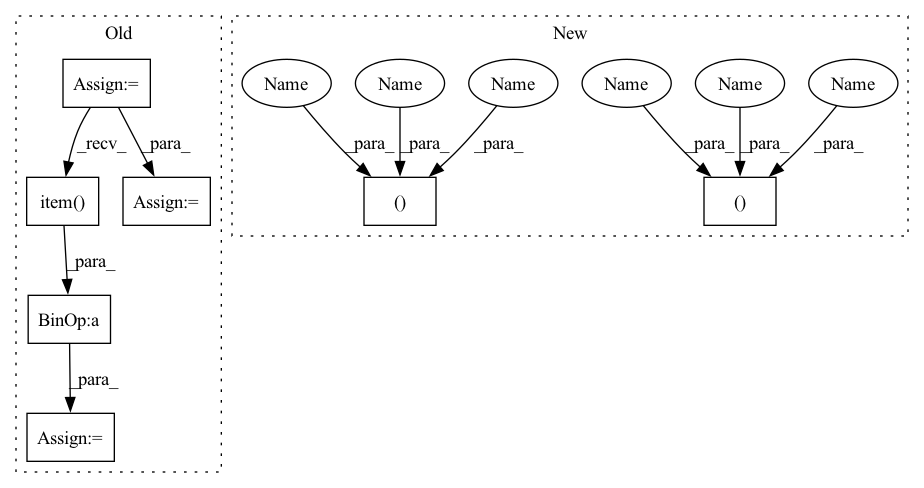 Old
New
Assign:=
Name
Name
Name
Name
Name
Name
_recv_
_para_
_para_
_para_
_para_
_para_
_para_
_para_
item()
Assign:=
()
()
_para_
BinOp:a
_para_
Assign:=